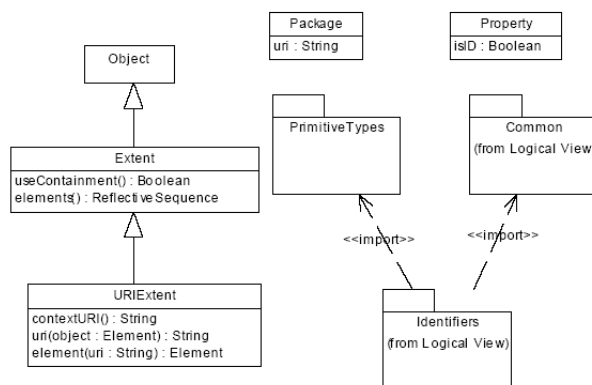 Object
Extent
useContainment() : Boolean
elements() : ReflectiveSequence
URIExtent
contextURI() : String
uri(object : Element) : String
element(uri : String) : Element
Package
uri : String
Property
isID : Boolean
PrimitiveTypes
Common
(from Logical View)
<<import>>
<<import>>
Identifiers
(from Logical View)